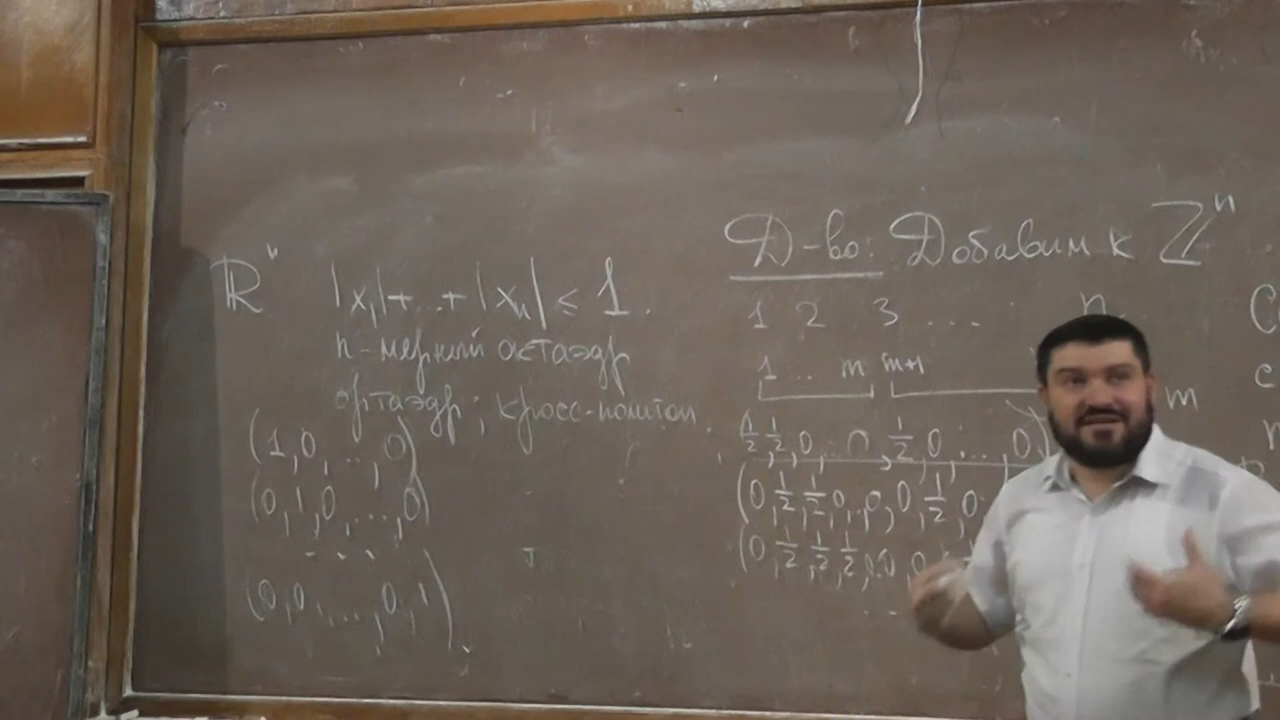 ℝⁿ |x₁|+...+|xₙ| ≤ 1.
n-мерный октаэдр
ортаэдр; кросс-политоп.
(1,0,...,0)
(0,1,0,...,0)
....
(0,0,...,0,1).
Д-во: Добавим к ℤⁿ
1 2 3 .... n
1 ... m m+1
m
(1/2,1/2,0,..0,1/2,0,...,0)
(0,1/2,1/2,0,..,0,0,1/2,0
(0,1/2,1/2,1/2,0..0,0